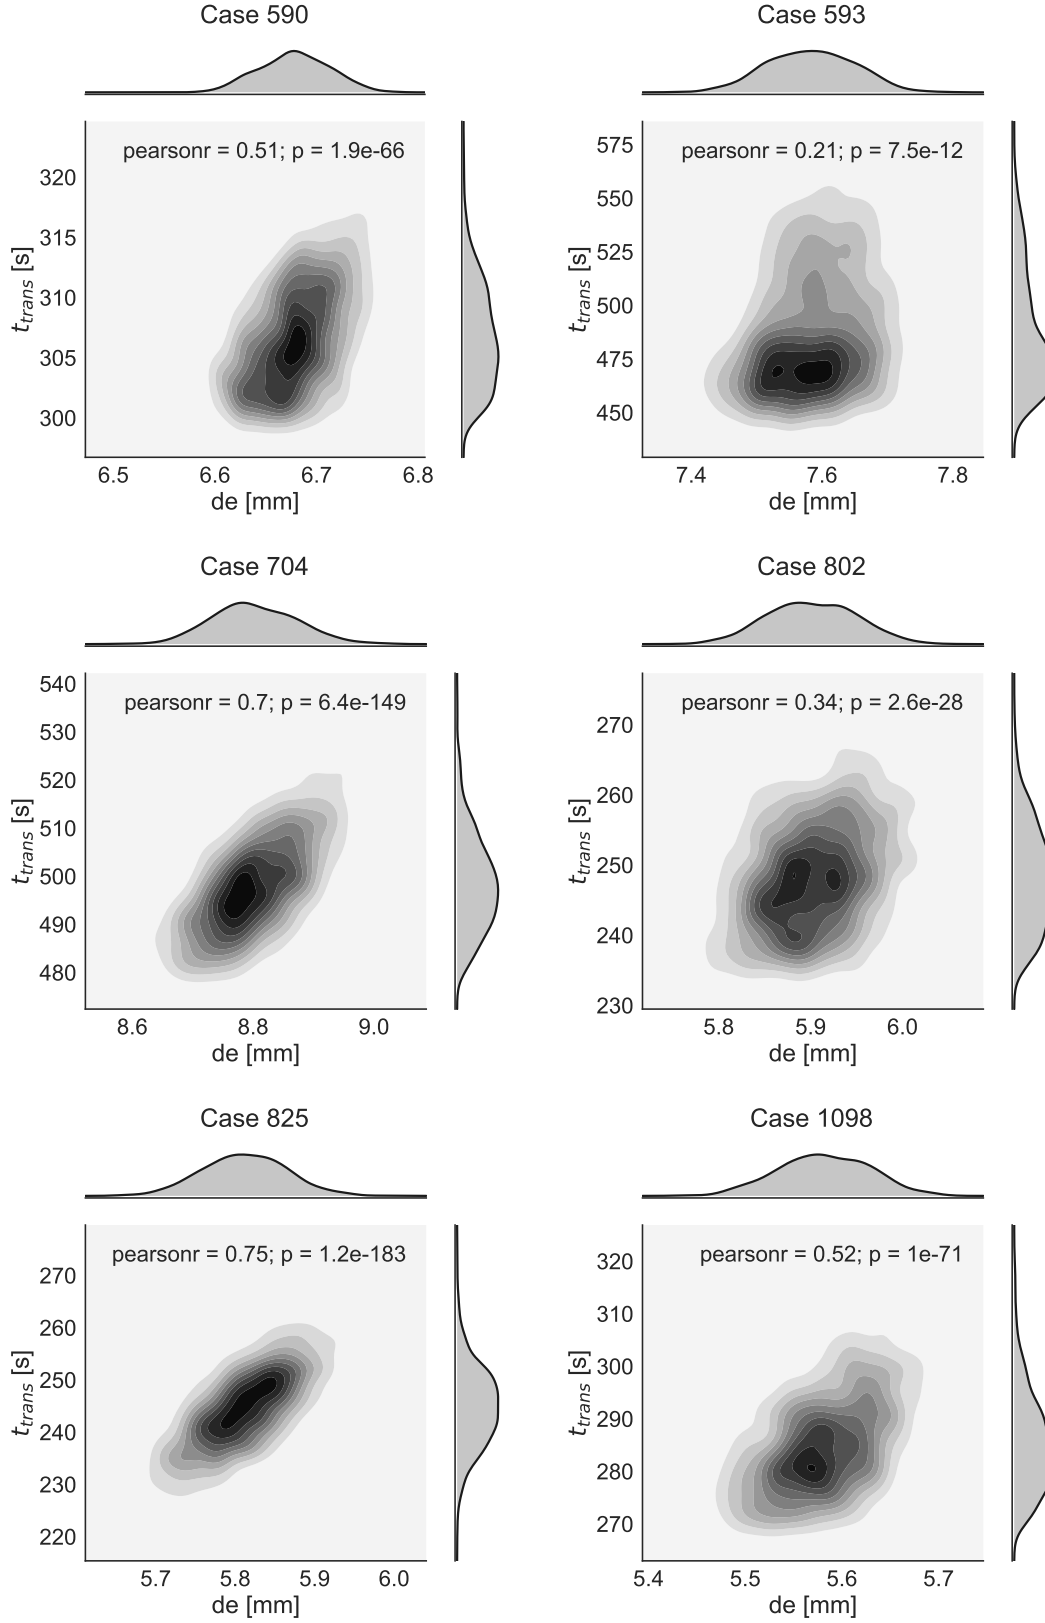 Case 590
pearsonr = 0.51; p = 1.9e-66
320
315
310
305
300
t_trans [s]
6.5 6.6 6.7 6.8
de [mm]
Case 593
pearsonr = 0.21; p = 7.5e-12
575
550
525
500
475
450
t_trans [s]
7.4 7.6 7.8
de [mm]
Case 704
pearsonr = 0.7; p = 6.4e-149
540
530
520
510
500
490
480
t_trans [s]
8.6 8.8 9.0
de [mm]
Case 802
pearsonr = 0.34; p = 2.6e-28
270
260
250
240
230
t_trans [s]
5.8 5.9 6.0
de [mm]
Case 825
pearsonr = 0.75; p = 1.2e-183
270
260
250
240
230
220
t_trans [s]
5.7 5.8 5.9 6.0
de [mm]
Case 1098
pearsonr = 0.52; p = 1e-71
320
310
300
290
280
270
t_trans [s]
5.4 5.5 5.6 5.7
de [mm]